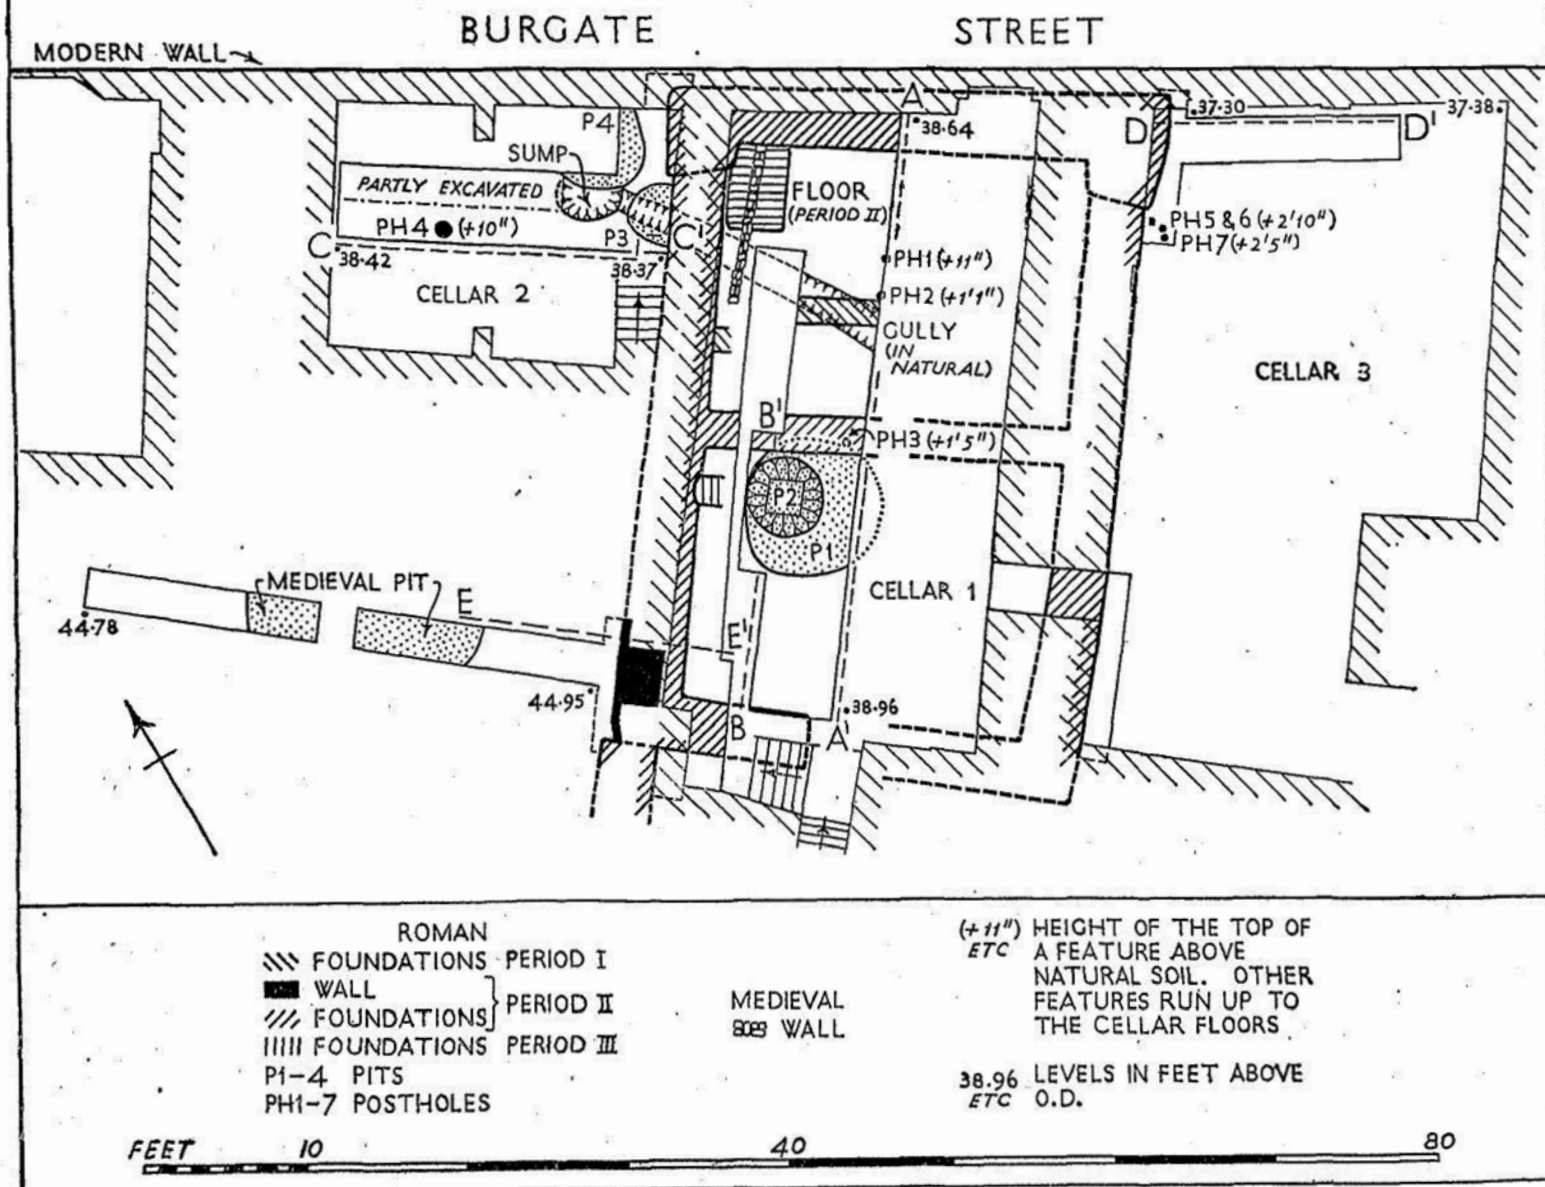 BURGATE STREET
MODERN WALL
A
37·30
37·38
P4
38·64
D
D'
SUMP
PARTLY EXCAVATED
FLOOR
(PERIOD II)
PH4 (+10")
P3
C'
PH5 & 6 (+2'10")
PH7 (+2'5")
C
38·42
38·37
PH1 (+11")
CELLAR 2
PH2 (+1'1")
GULLY
(IN
NATURAL)
CELLAR 3
B'
PH3 (+1'5")
P2
P1
MEDIEVAL PIT
E
CELLAR 1
44·78
E'
44·95
B
38·96
A
ROMAN
FOUNDATIONS PERIOD I
WALL
PERIOD II
FOUNDATIONS
FOUNDATIONS PERIOD III
P1-4 PITS
PH1-7 POSTHOLES
MEDIEVAL
WALL
(+11") HEIGHT OF THE TOP OF
ETC A FEATURE ABOVE
NATURAL SOIL. OTHER
FEATURES RUN UP TO
THE CELLAR FLOORS
38.96 LEVELS IN FEET ABOVE
ETC O.D.
FEET 10 40 80